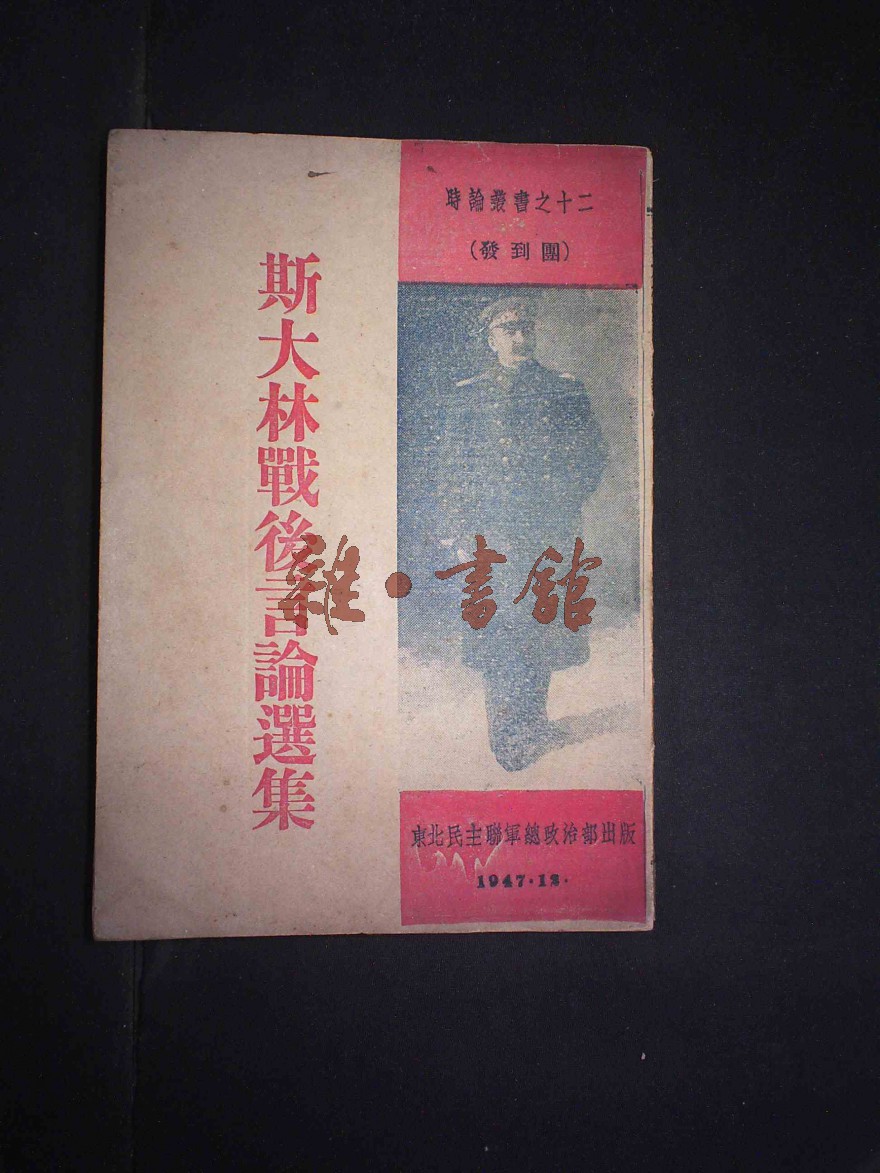 時論叢書之十二
(發到團)
斯大林戰後言論選集
東北民主聯軍總政治部出版
1947·12·
雜·書館